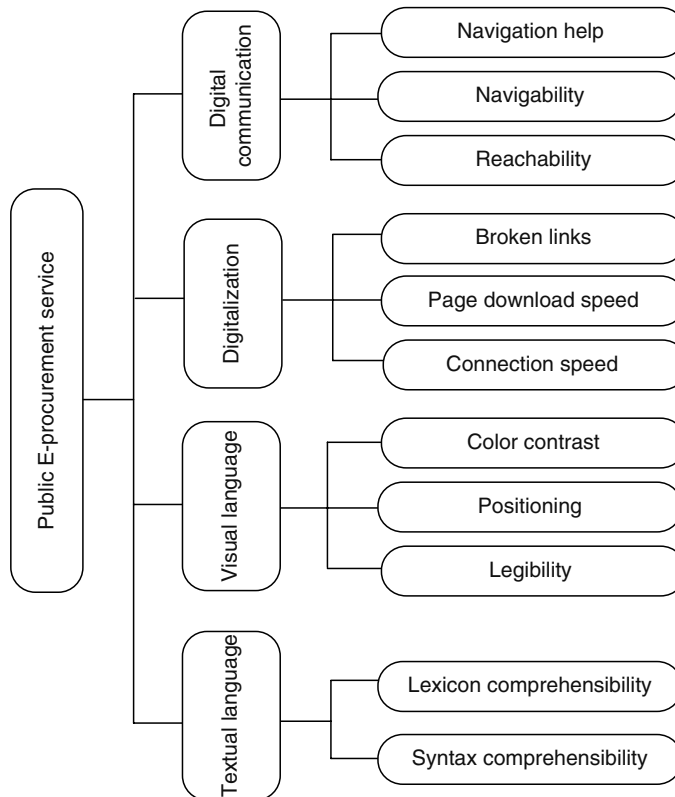 Public E-procurement service
Digital
communication
Navigation help
Navigability
Reachability
Digitalization
Broken links
Page download speed
Connection speed
Visual language
Color contrast
Positioning
Legibility
Textual language
Lexicon comprehensibility
Syntax comprehensibility